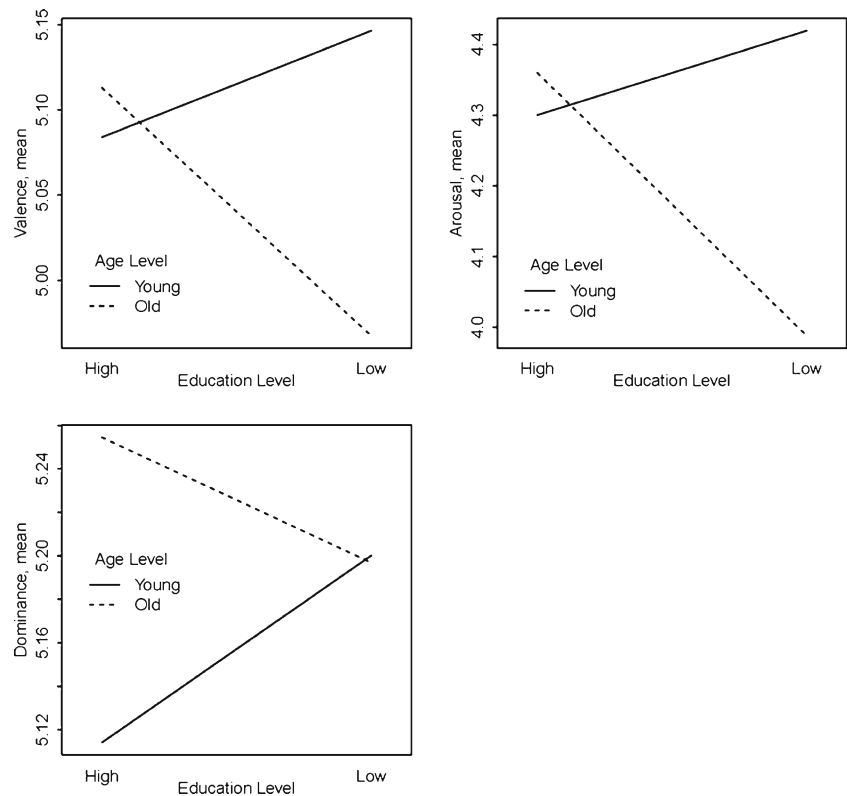 Valence, mean
5.15
5.10
5.05
5.00
Age Level
Young
Old
High
Low
Education Level
Arousal, mean
4.4
4.3
4.2
4.1
4.0
Age Level
Young
Old
High
Low
Education Level
Dominance, mean
5.24
5.20
5.16
5.12
Age Level
Young
Old
High
Low
Education Level